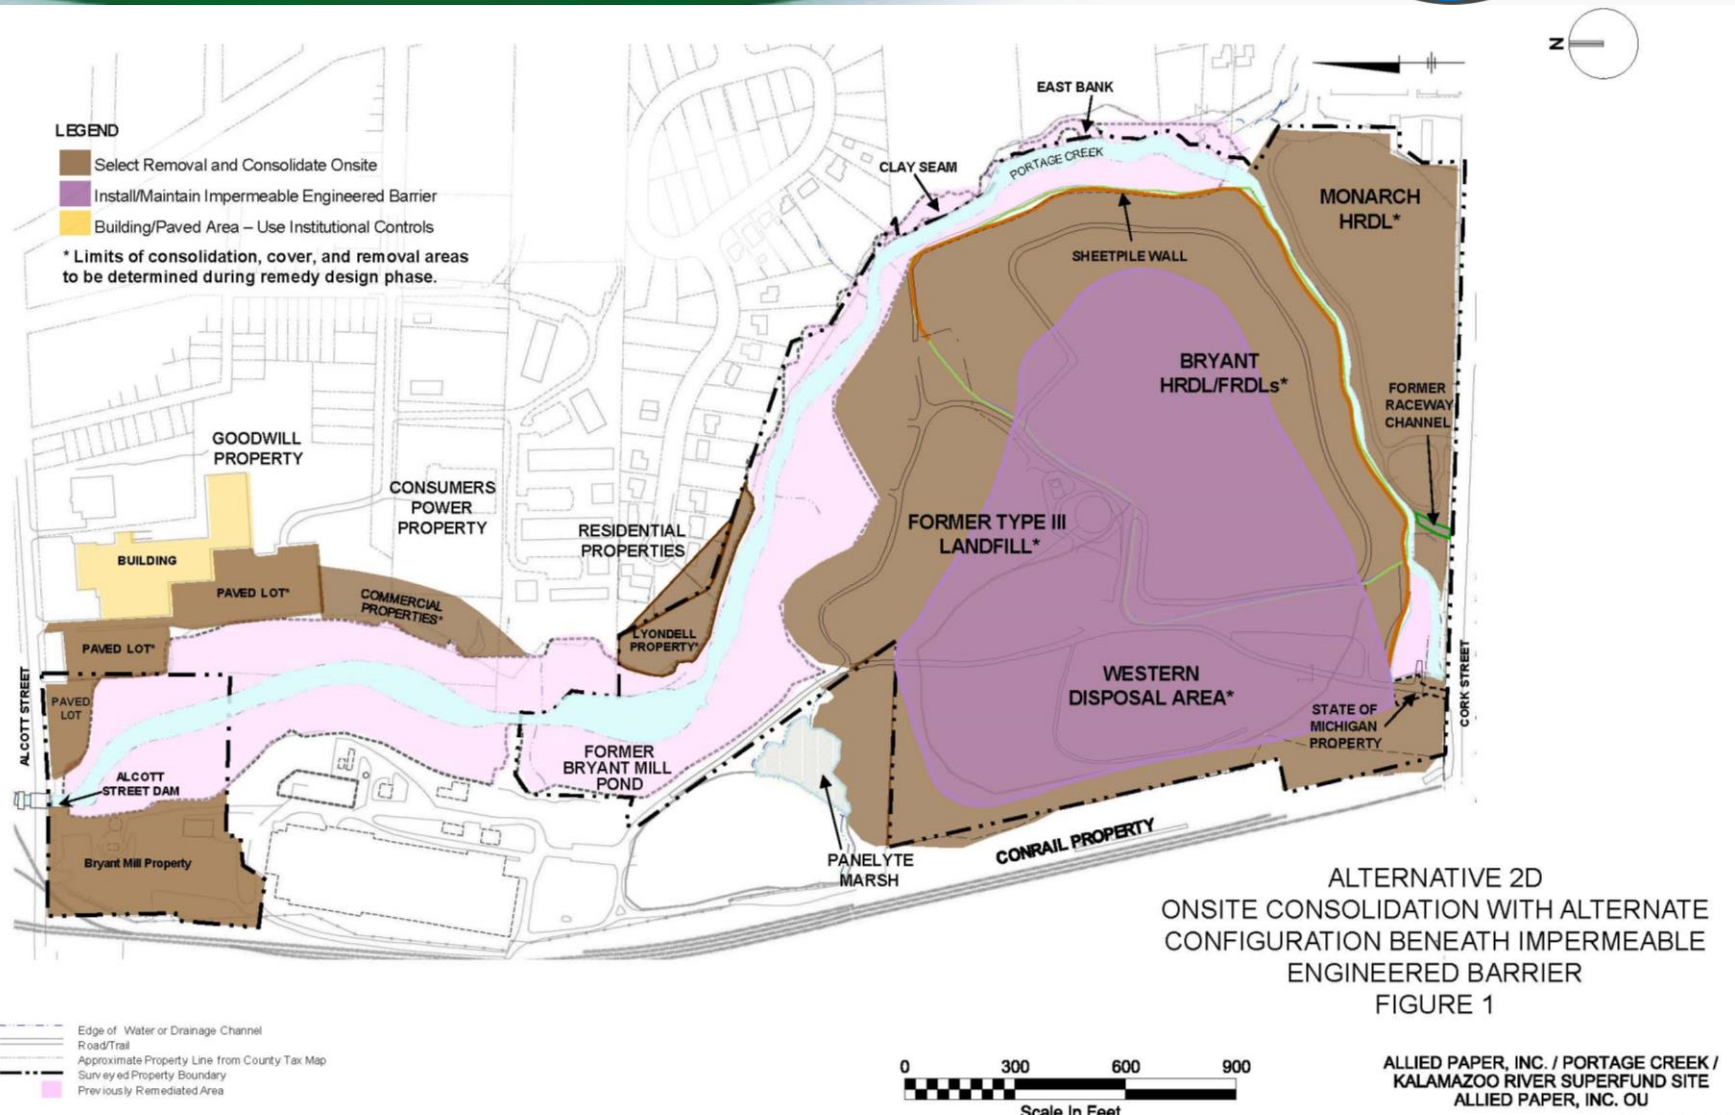 N
LEGEND
Select Removal and Consolidate Onsite
Install/Maintain Impermeable Engineered Barrier
Building/Paved Area – Use Institutional Controls
* Limits of consolidation, cover, and removal areas
to be determined during remedy design phase.
EAST BANK
CLAY SEAM
PORTAGE CREEK
SHEETPILE WALL
MONARCH
HRDL*
BRYANT
HRDL/FRDLs*
FORMER
RACEWAY
CHANNEL
GOODWILL
PROPERTY
CONSUMERS
POWER
PROPERTY
RESIDENTIAL
PROPERTIES
FORMER TYPE III
LANDFILL*
BUILDING
PAVED LOT*
COMMERCIAL
PROPERTIES*
PAVED LOT*
LYONDELL
PROPERTY*
PAVED
LOT
ALCOTT STREET
CORK STREET
WESTERN
DISPOSAL AREA*
STATE OF
MICHIGAN
PROPERTY
ALCOTT
STREET DAM
FORMER
BRYANT MILL
POND
Bryant Mill Property
PANELYTE
MARSH
CONRAIL PROPERTY
ALTERNATIVE 2D
ONSITE CONSOLIDATION WITH ALTERNATE
CONFIGURATION BENEATH IMPERMEABLE
ENGINEERED BARRIER
FIGURE 1
Edge of Water or Drainage Channel
Road/Trail
Approximate Property Line from County Tax Map
Surveyed Property Boundary
Previously Remediated Area
0 300 600 900
Scale In Feet
ALLIED PAPER, INC. / PORTAGE CREEK /
KALAMAZOO RIVER SUPERFUND SITE
ALLIED PAPER, INC. OU